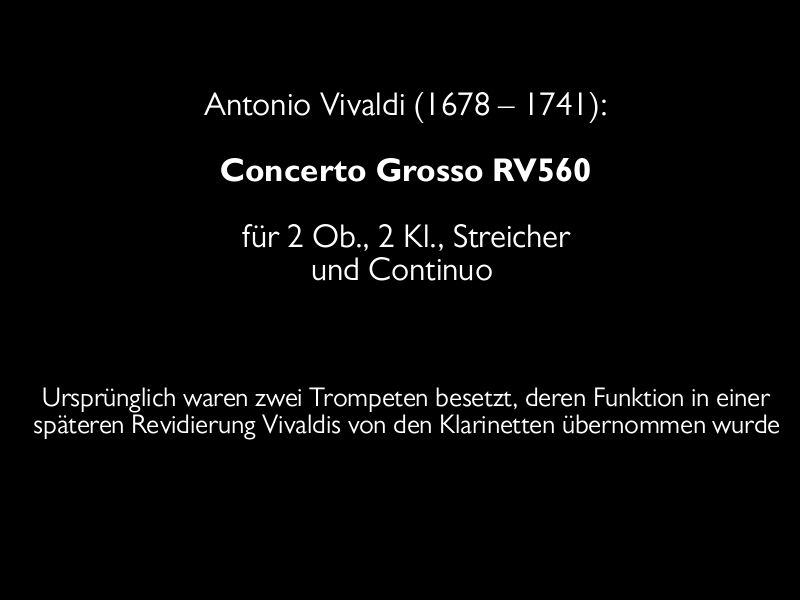 Antonio Vivaldi (1678 – 1741):
Concerto Grosso RV560
für 2 Ob., 2 Kl., Streicher
und Continuo
Ursprünglich waren zwei Trompeten besetzt, deren Funktion in einer
späteren Revidierung Vivaldis von den Klarinetten übernommen wurde